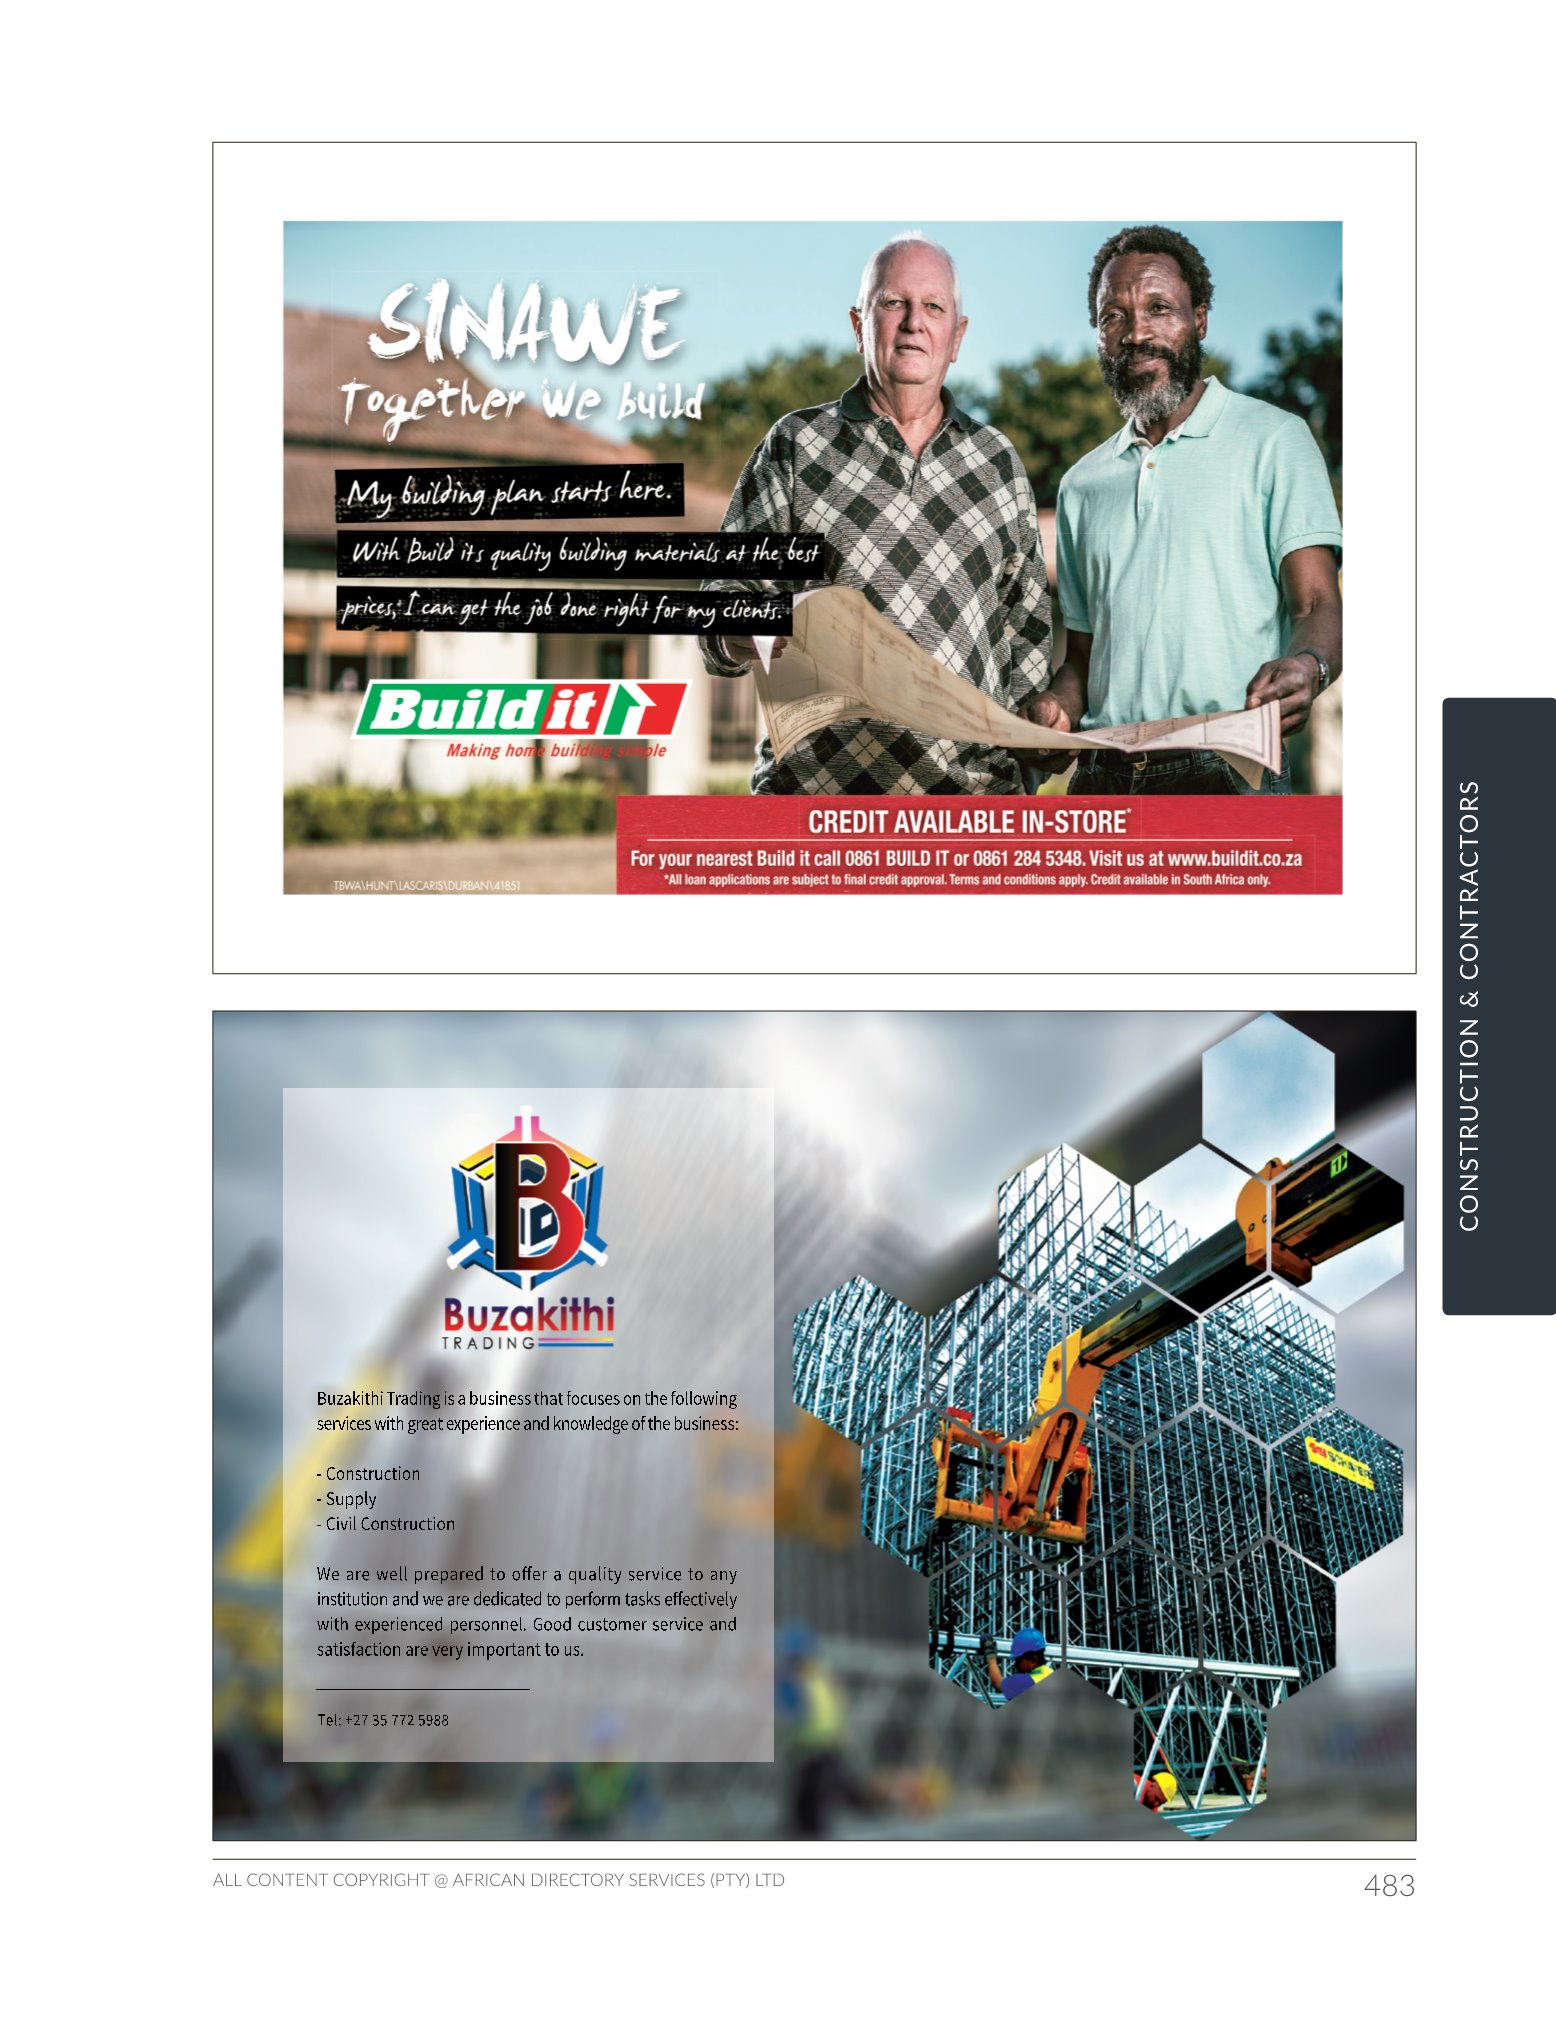 SINAWE
Together we build
My building plan starts here.
With Build its quality building materials at the best
prices, I can get the job done right for my clients.
Build it
Making home building simple
CREDIT AVAILABLE IN-STORE*
For your nearest Build it call 0861 BUILD IT or 0861 284 5348. Visit us at www.buildit.co.za
*All loan applications are subject to final credit approval. Terms and conditions apply. Credit available in South Africa only.
TBWA\HUNT\LASCARIS\DURBAN\41851
CONSTRUCTION & CONTRACTORS
B
Buzakithi
TRADING
Buzakithi Trading is a business that focuses on the following
services with great experience and knowledge of the business:
- Construction
- Supply
- Civil Construction
We are well prepared to offer a quality service to any
institution and we are dedicated to perform tasks effectively
with experienced personnel. Good customer service and
satisfaction are very important to us.
Tel: +27 35 772 5988
ALL CONTENT COPYRIGHT @ AFRICAN DIRECTORY SERVICES (PTY) LTD
483